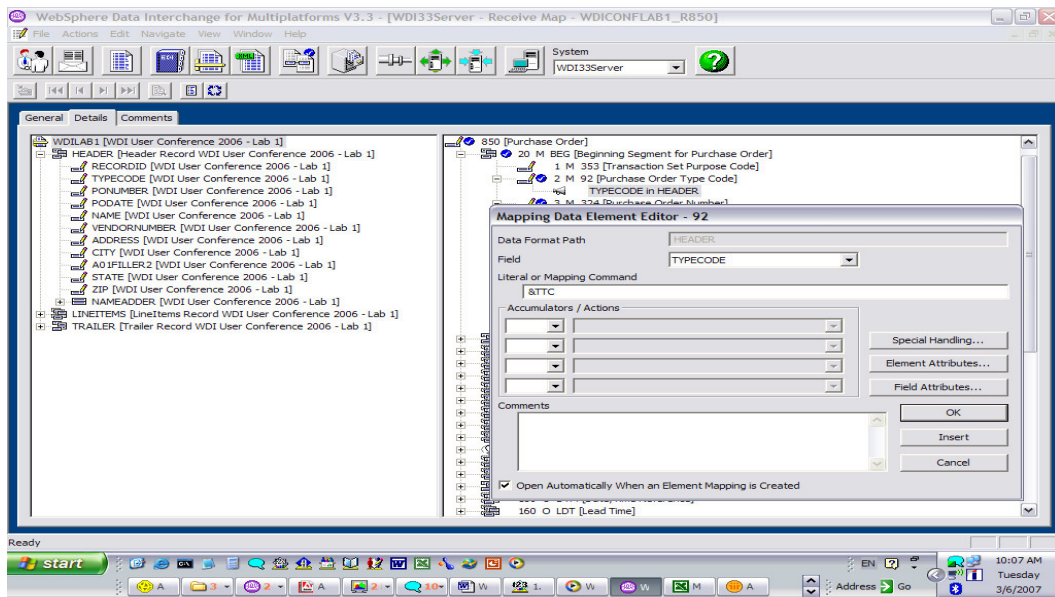 WebSphere Data Interchange for Multiplatforms V3.3 - [WDI33Server - Receive Map - WDICONFLAB1_R850]
File Actions Edit Navigate View Window Help
System
WDI33Server
General Details Comments
WDILAB1 [WDI User Conference 2006 - Lab 1]
HEADER [Header Record WDI User Conference 2006 - Lab 1]
RECORDID [WDI User Conference 2006 - Lab 1]
TYPECODE [WDI User Conference 2006 - Lab 1]
PONUMBER [WDI User Conference 2006 - Lab 1]
PODATE [WDI User Conference 2006 - Lab 1]
NAME [WDI User Conference 2006 - Lab 1]
VENDORNUMBER [WDI User Conference 2006 - Lab 1]
ADDRESS [WDI User Conference 2006 - Lab 1]
CITY [WDI User Conference 2006 - Lab 1]
A01FILLER2 [WDI User Conference 2006 - Lab 1]
STATE [WDI User Conference 2006 - Lab 1]
ZIP [WDI User Conference 2006 - Lab 1]
NAMEADDER [WDI User Conference 2006 - Lab 1]
LINEITEMS [LineItems Record WDI User Conference 2006 - Lab 1]
TRAILER [Trailer Record WDI User Conference 2006 - Lab 1]
850 [Purchase Order]
20 M BEG [Beginning Segment for Purchase Order]
1 M 353 [Transaction Set Purpose Code]
2 M 92 [Purchase Order Type Code]
TYPECODE in HEADER
3 M 324 [Purchase Order Number]
Mapping Data Element Editor - 92
Data Format Path HEADER
Field TYPECODE
Literal or Mapping Command
&TTC
Accumulators / Actions
Special Handling...
Element Attributes...
Field Attributes...
Comments
OK
Insert
Cancel
Open Automatically When an Element Mapping is Created
160 O LDT [Lead Time]
Ready
start
EN
10:07 AM
Tuesday
3/6/2007
A 3 2 A 2 10 W 1. W W M A
Address Go